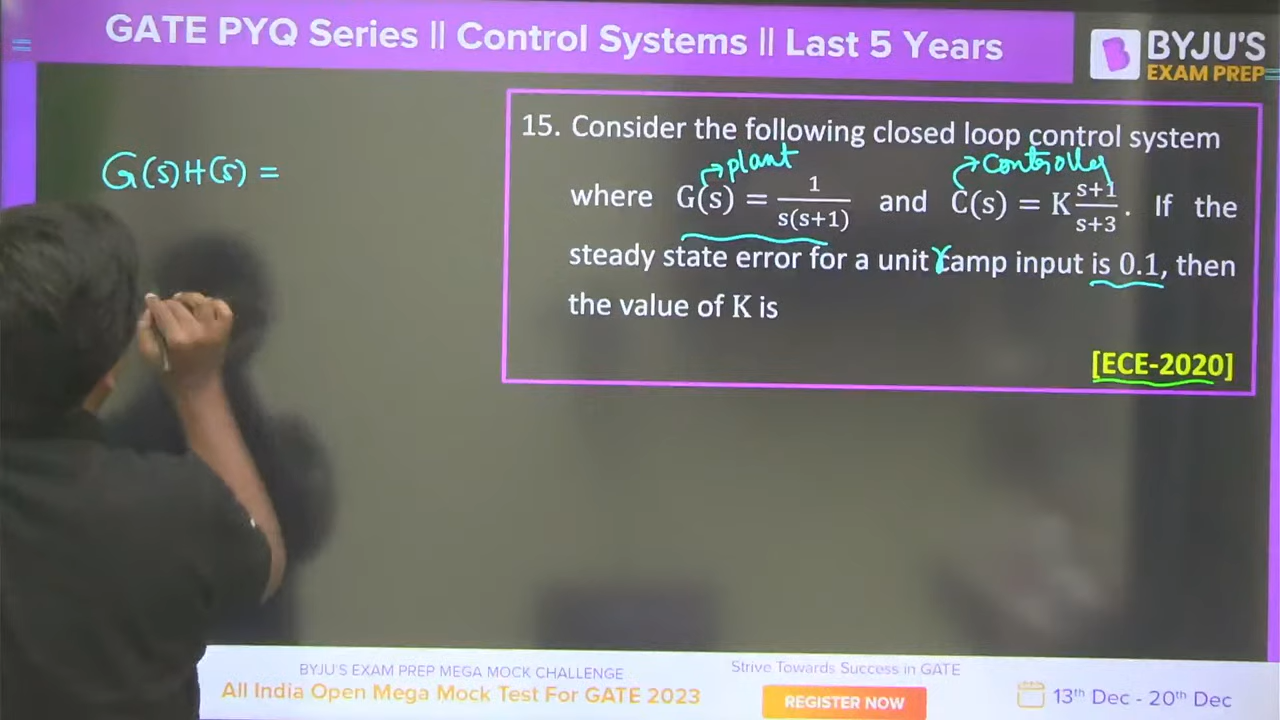 GATE PYQ Series || Control Systems || Last 5 Years
BYJU'S
EXAM PREP
G(s)H(s) =
15. Consider the following closed loop control system
→plant
→controller
where G(s) = 1/s(s+1) and C(s) = K s+1/s+3. If the
steady state error for a unit ramp input is 0.1, then
the value of K is
[ECE-2020]
BYJU'S EXAM PREP MEGA MOCK CHALLENGE
All India Open Mega Mock Test For GATE 2023
Strive Towards Success in GATE
REGISTER NOW
13th Dec - 20th Dec